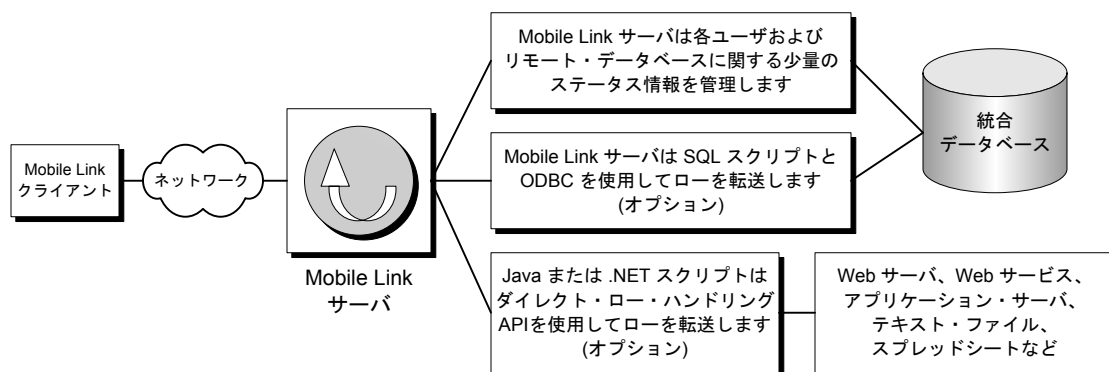 Mobile Link
クライアント
ネットワーク
Mobile Link
サーバ
Mobile Link サーバは各ユーザおよび
リモート・データベースに関する少量の
ステータス情報を管理します
Mobile Link サーバは SQL スクリプトと
ODBC を使用してローを転送します
(オプション)
Java または .NET スクリプトは
ダイレクト・ロー・ハンドリング
APIを使用してローを転送します
(オプション)
統合
データベース
Web サーバ、Web サービス、
アプリケーション・サーバ、
テキスト・ファイル、
スプレッドシートなど